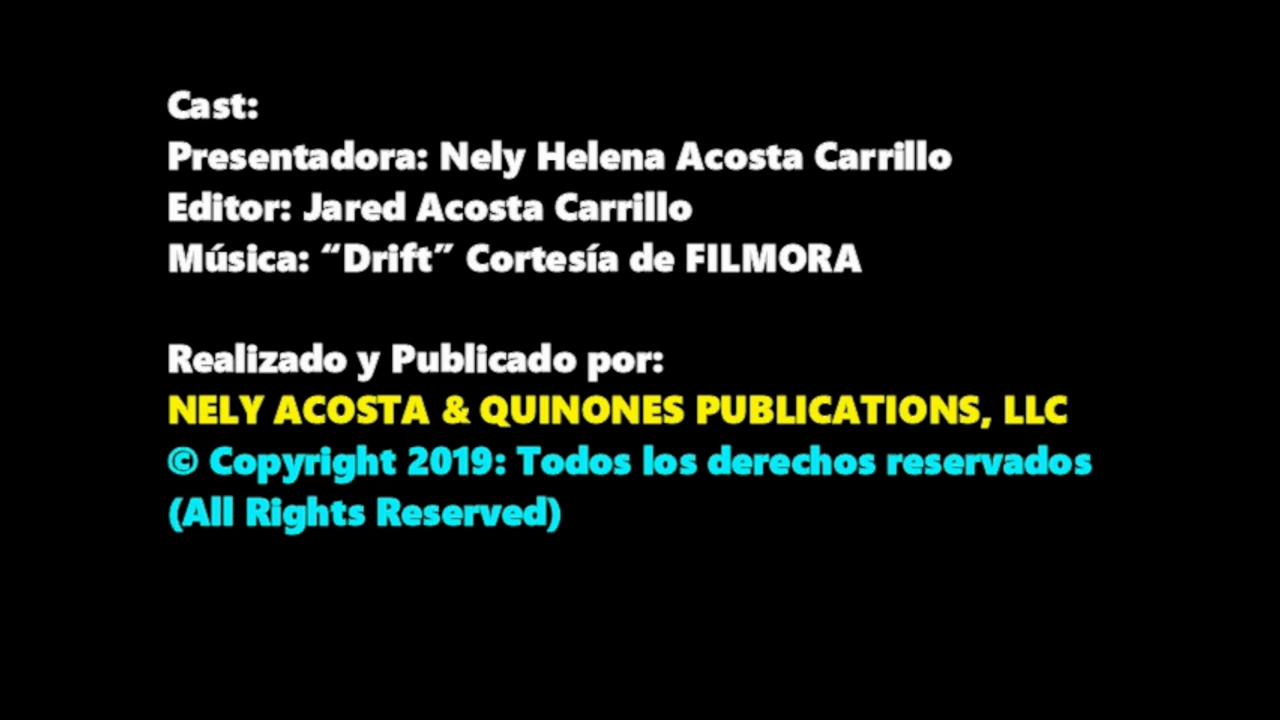 Cast:
Presentadora: Nely Helena Acosta Carrillo
Editor: Jared Acosta Carrillo
Música: “Drift” Cortesía de FILMORA
Realizado y Publicado por:
NELY ACOSTA & QUINONES PUBLICATIONS, LLC
© Copyright 2019: Todos los derechos reservados
(All Rights Reserved)